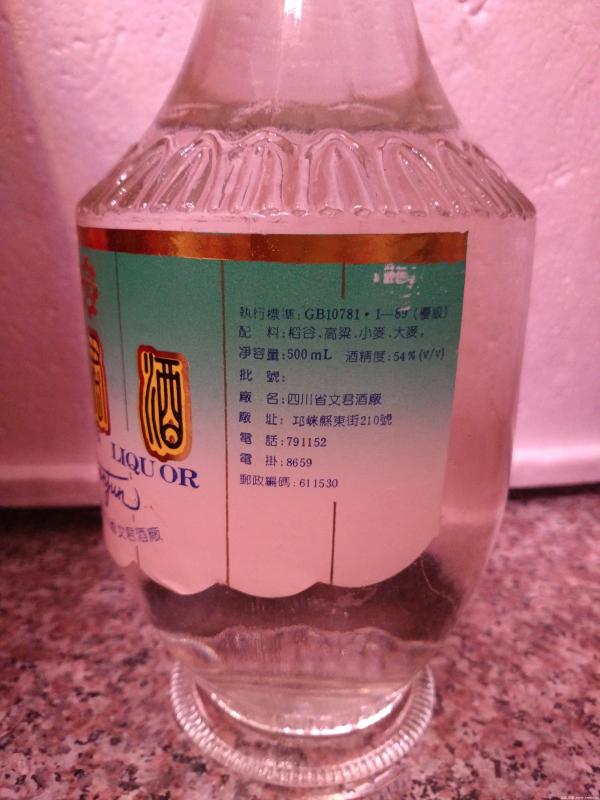 酒
LIQUOR
文君酒廠
執行標準:GB10781•1—89(優級)
配 料:稻谷、高粱、小麥、大麥。
淨容量:500mL 酒精度:54%(V/V)
批 號:
廠 名:四川省文君酒廠
廠 址:邛崍縣東街210號
電 話:791152
電 掛:8659
郵政編碼:611530